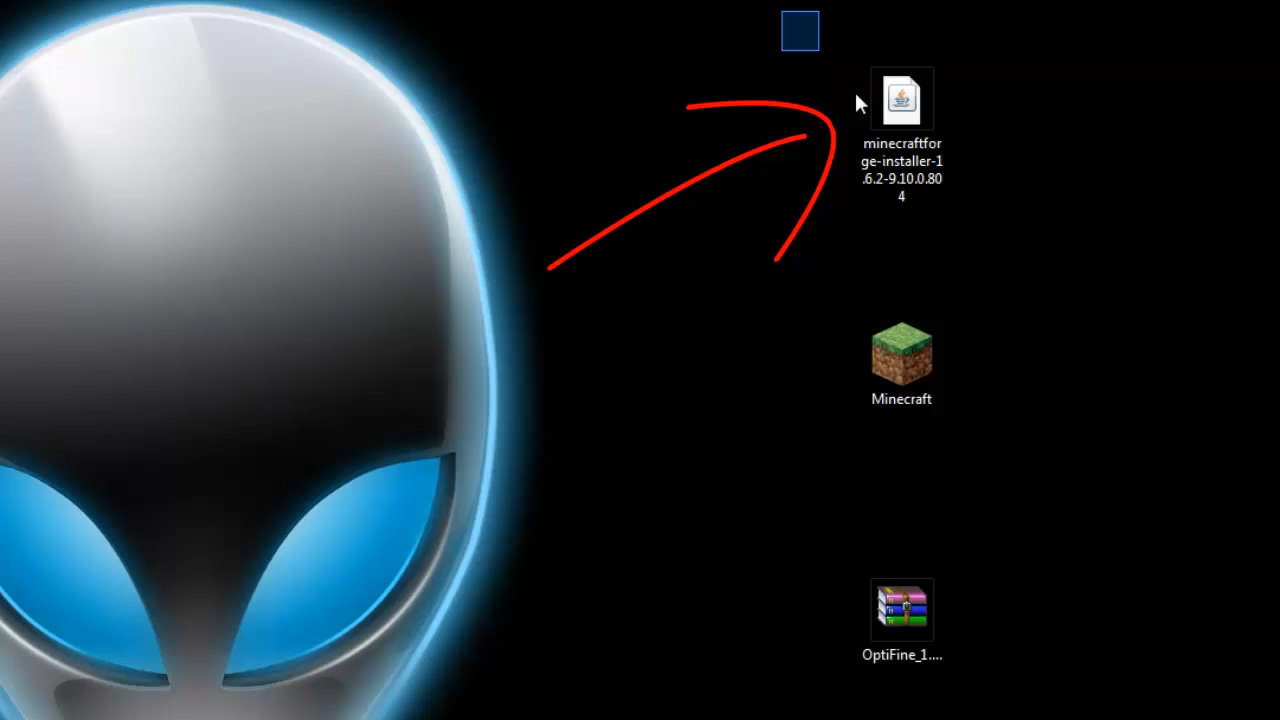 minecraftfor
ge-installer-1
.6.2-9.10.0.80
4
Minecraft
OptiFine_1....